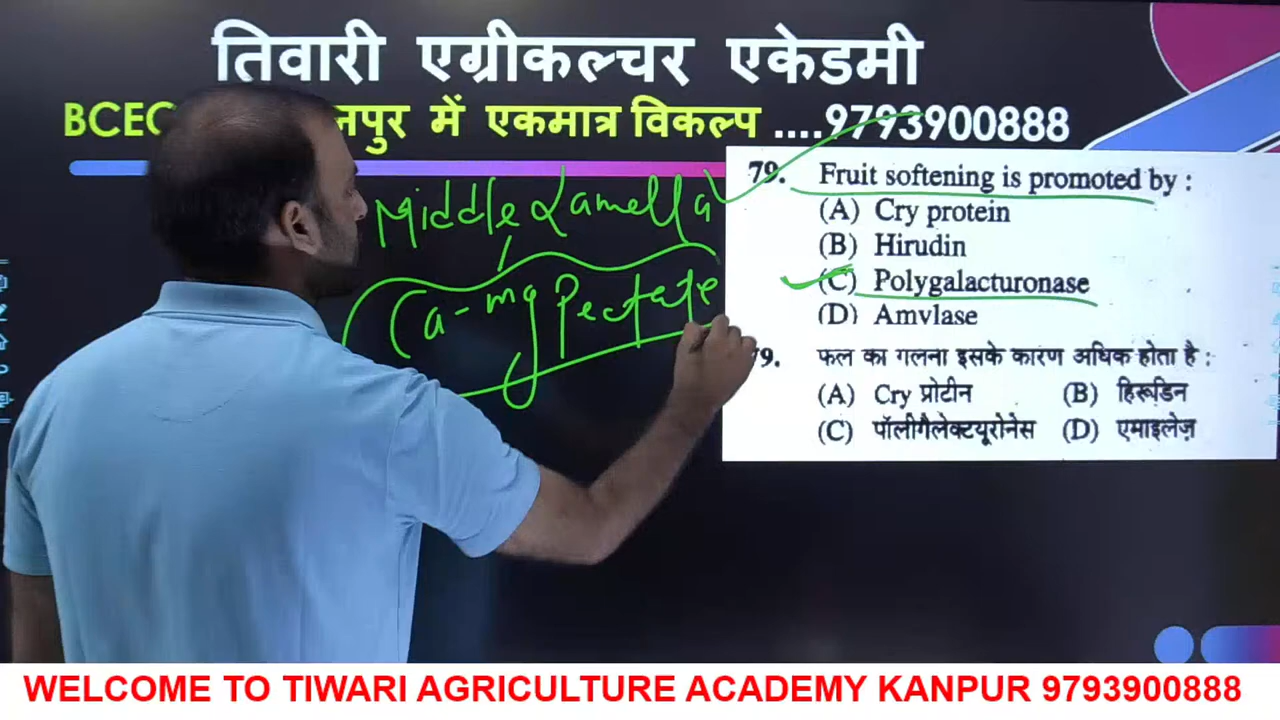 तिवारी एग्रीकल्चर एकेडमी
में एकमात्र विकल्प ....9793900888
Middle Lamella
Ca-mg Pectate
79. Fruit softening is promoted by :
(A) Cry protein
(B) Hirudin
(C) Polygalacturonase
(D) Amylase
79. फल का गलना इसके कारण अधिक होता है :
(A) Cry प्रोटीन (B) हिरूडिन
(C) पॉलीगैलेक्टयूरोनेस (D) एमाइलेज़
WELCOME TO TIWARI AGRICULTURE ACADEMY KANPUR 9793900888